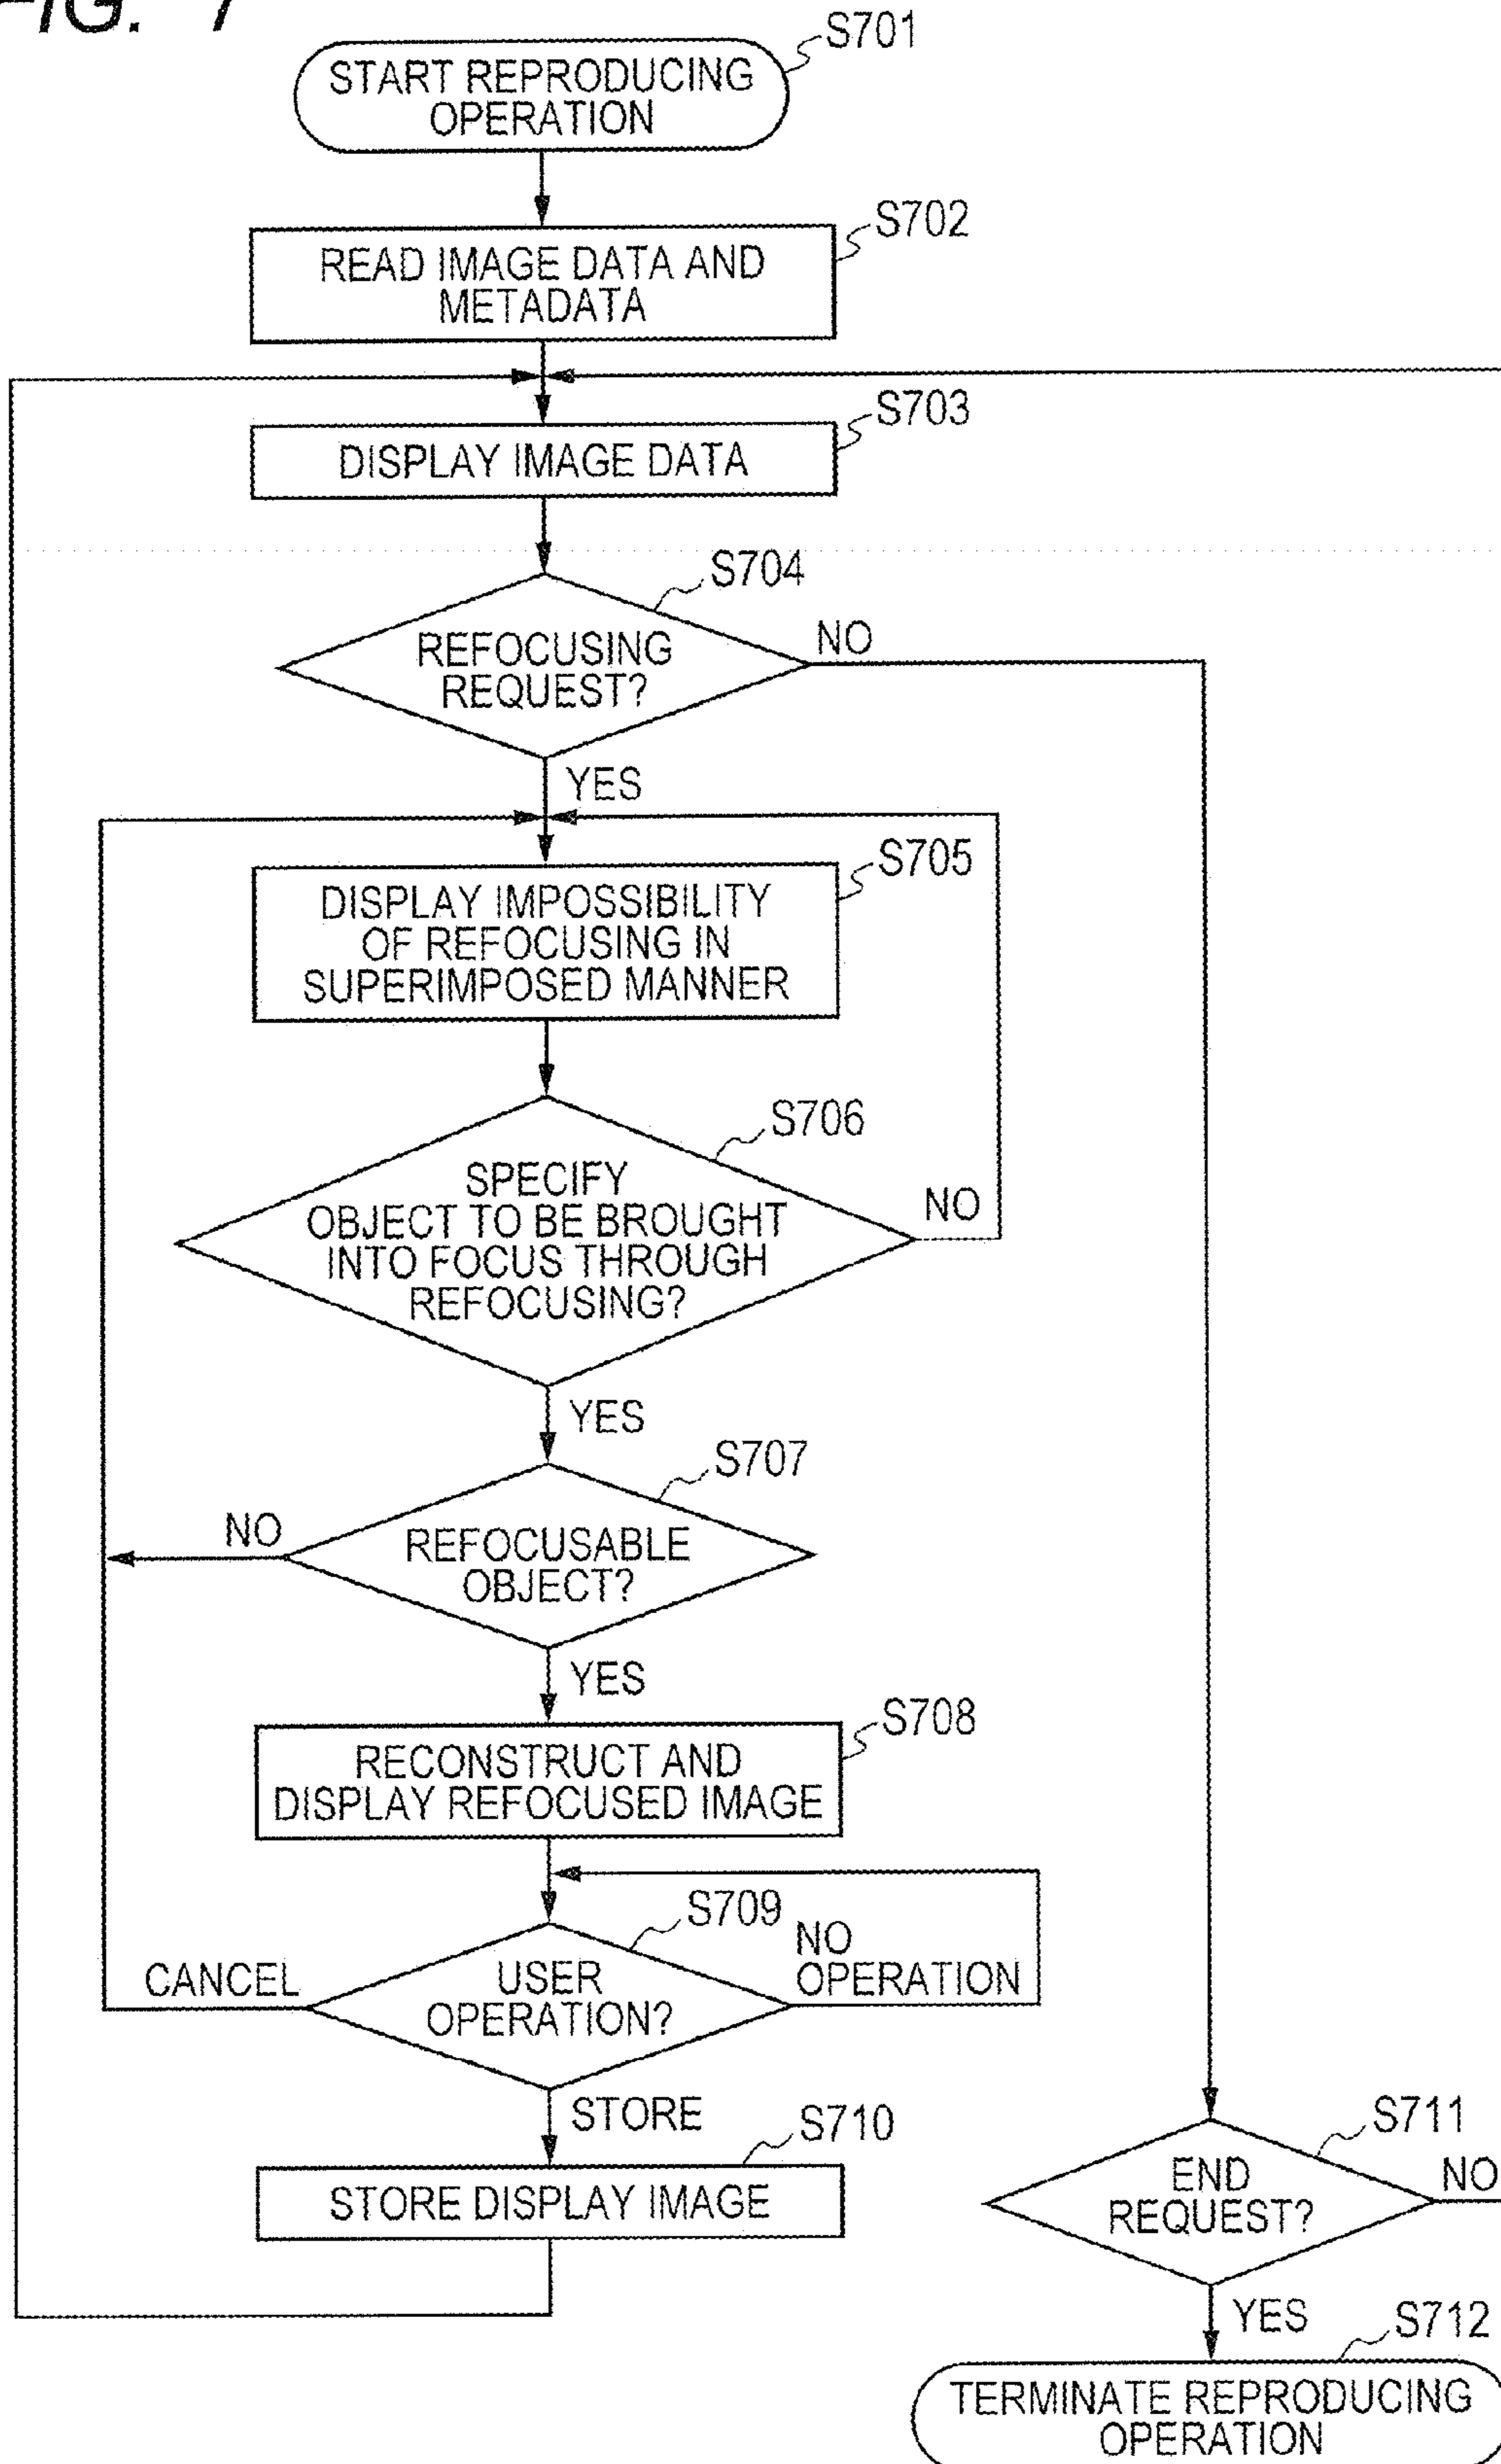 FIG. 7
S701
START REPRODUCING
OPERATION
S702
READ IMAGE DATA AND
METADATA
S703
DISPLAY IMAGE DATA
S704
REFOCUSING
REQUEST?
NO
YES
S705
DISPLAY IMPOSSIBILITY
OF REFOCUSING IN
SUPERIMPOSED MANNER
S706
SPECIFY
OBJECT TO BE BROUGHT
INTO FOCUS THROUGH
REFOCUSING?
NO
YES
S707
NO
REFOCUSABLE
OBJECT?
YES
S708
RECONSTRUCT AND
DISPLAY REFOCUSED IMAGE
S709
CANCEL
USER
OPERATION?
NO
OPERATION
STORE
S710
STORE DISPLAY IMAGE
S711
END
REQUEST?
NO
YES
S712
TERMINATE REPRODUCING
OPERATION